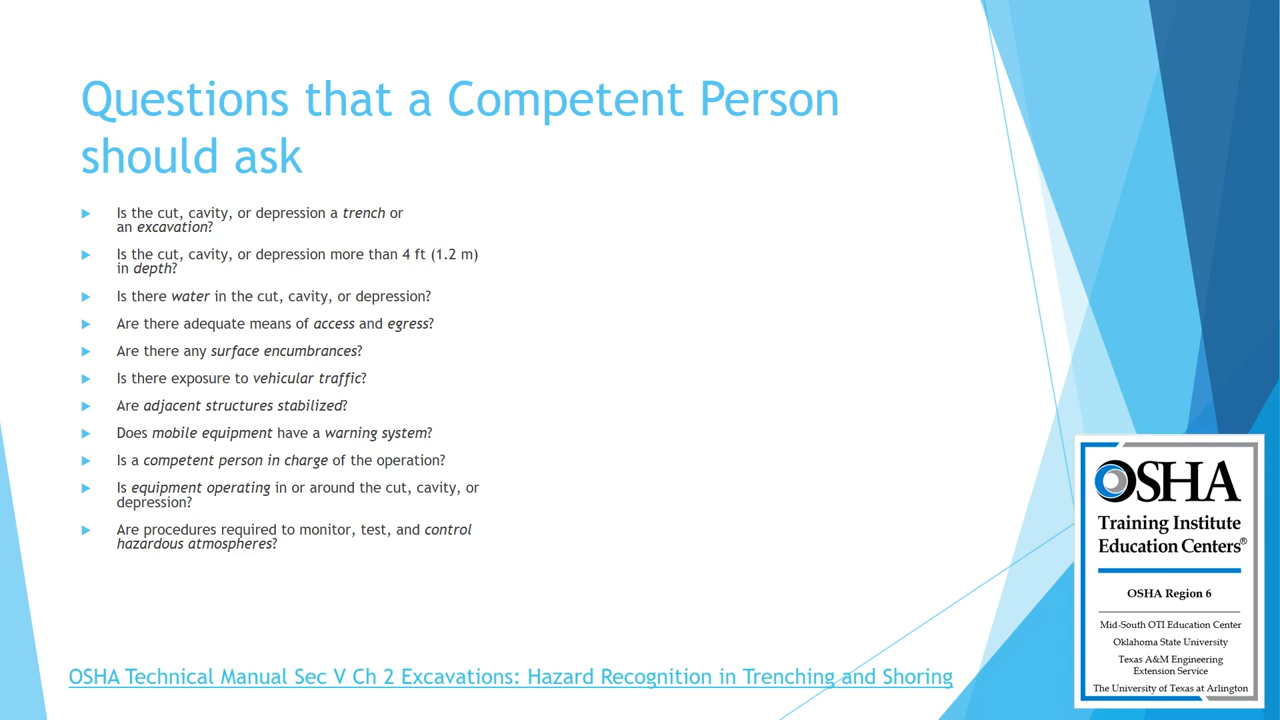 Questions that a Competent Person
should ask
Is the cut, cavity, or depression a trench or
an excavation?
Is the cut, cavity, or depression more than 4 ft (1.2 m)
in depth?
Is there water in the cut, cavity, or depression?
Are there adequate means of access and egress?
Are there any surface encumbrances?
Is there exposure to vehicular traffic?
Are adjacent structures stabilized?
Does mobile equipment have a warning system?
Is a competent person in charge of the operation?
Is equipment operating in or around the cut, cavity, or
depression?
Are procedures required to monitor, test, and control
hazardous atmospheres?
OSHA Technical Manual Sec V Ch 2 Excavations: Hazard Recognition in Trenching and Shoring
OSHA
Training Institute
Education Centers®
OSHA Region 6
Mid-South OTI Education Center
Oklahoma State University
Texas A&M Engineering
Extension Service
The University of Texas at Arlington